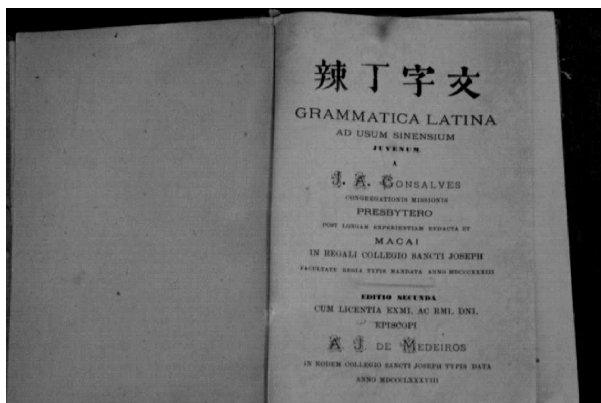 辣丁字文
GRAMMATICA LATINA
AD USUM SINENSIUM
JUVENUM
A
J. A. GONSALVES
CONGREGATIONIS MISSIONIS
PRESBYTERO
POST LONGAM EXPERIENTIAM REDACTA ET
MACAI
IN REGALI COLLEGIO SANCTI JOSEPH
FACULTATE REGIA TYPIS MANDATA ANNO
EDITIO SECUNDA
CUM LICENTIA EXMI. AC RMI. DNI.
EPISCOPI
A. J. DE MEDEIROS
IN EODEM COLLEGIO SANCTI JOSEPH TYPIS DATA
ANNO MDCCCLXXXVIII